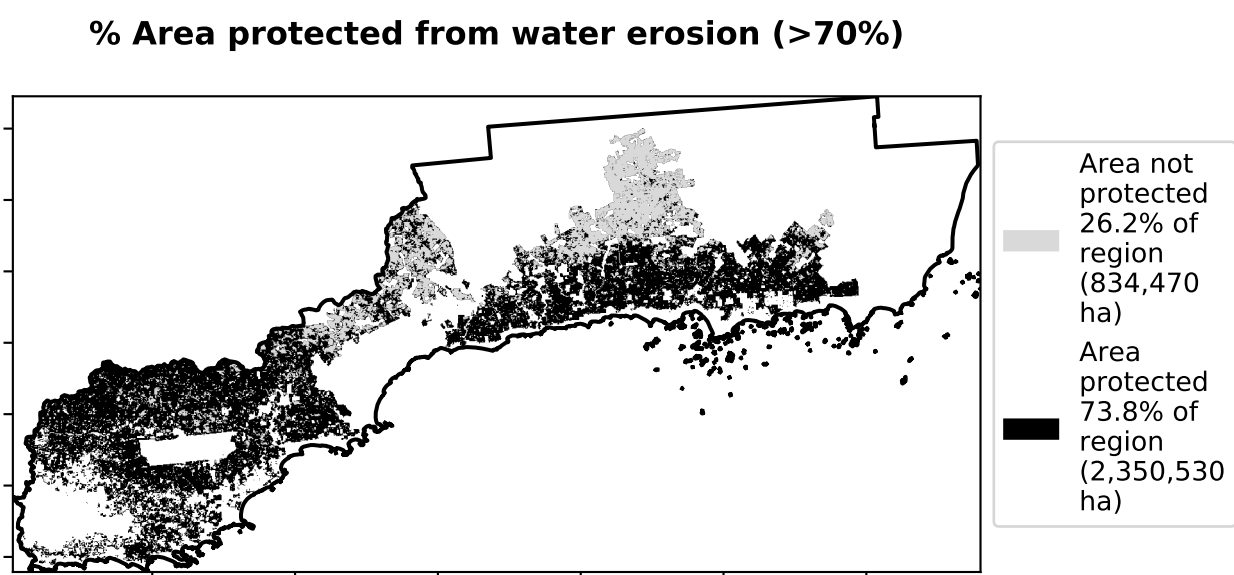 % Area protected from water erosion (>70%)
Area not
protected
26.2% of
region
(834,470
ha)
Area
protected
73.8% of
region
(2,350,530
ha)